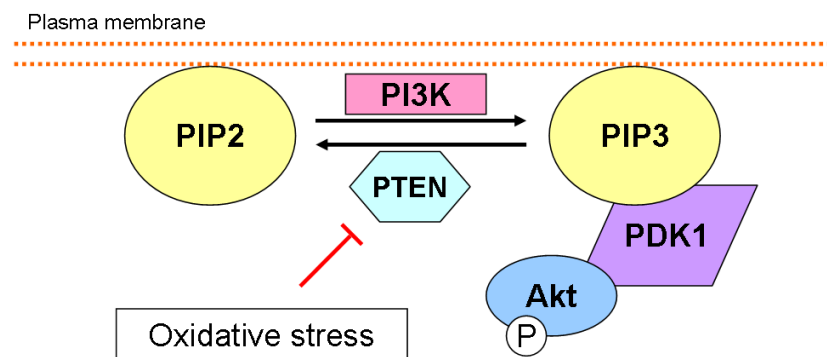 Plasma membrane
PI3K
PIP2
PIP3
PTEN
PDK1
Akt
P
Oxidative stress